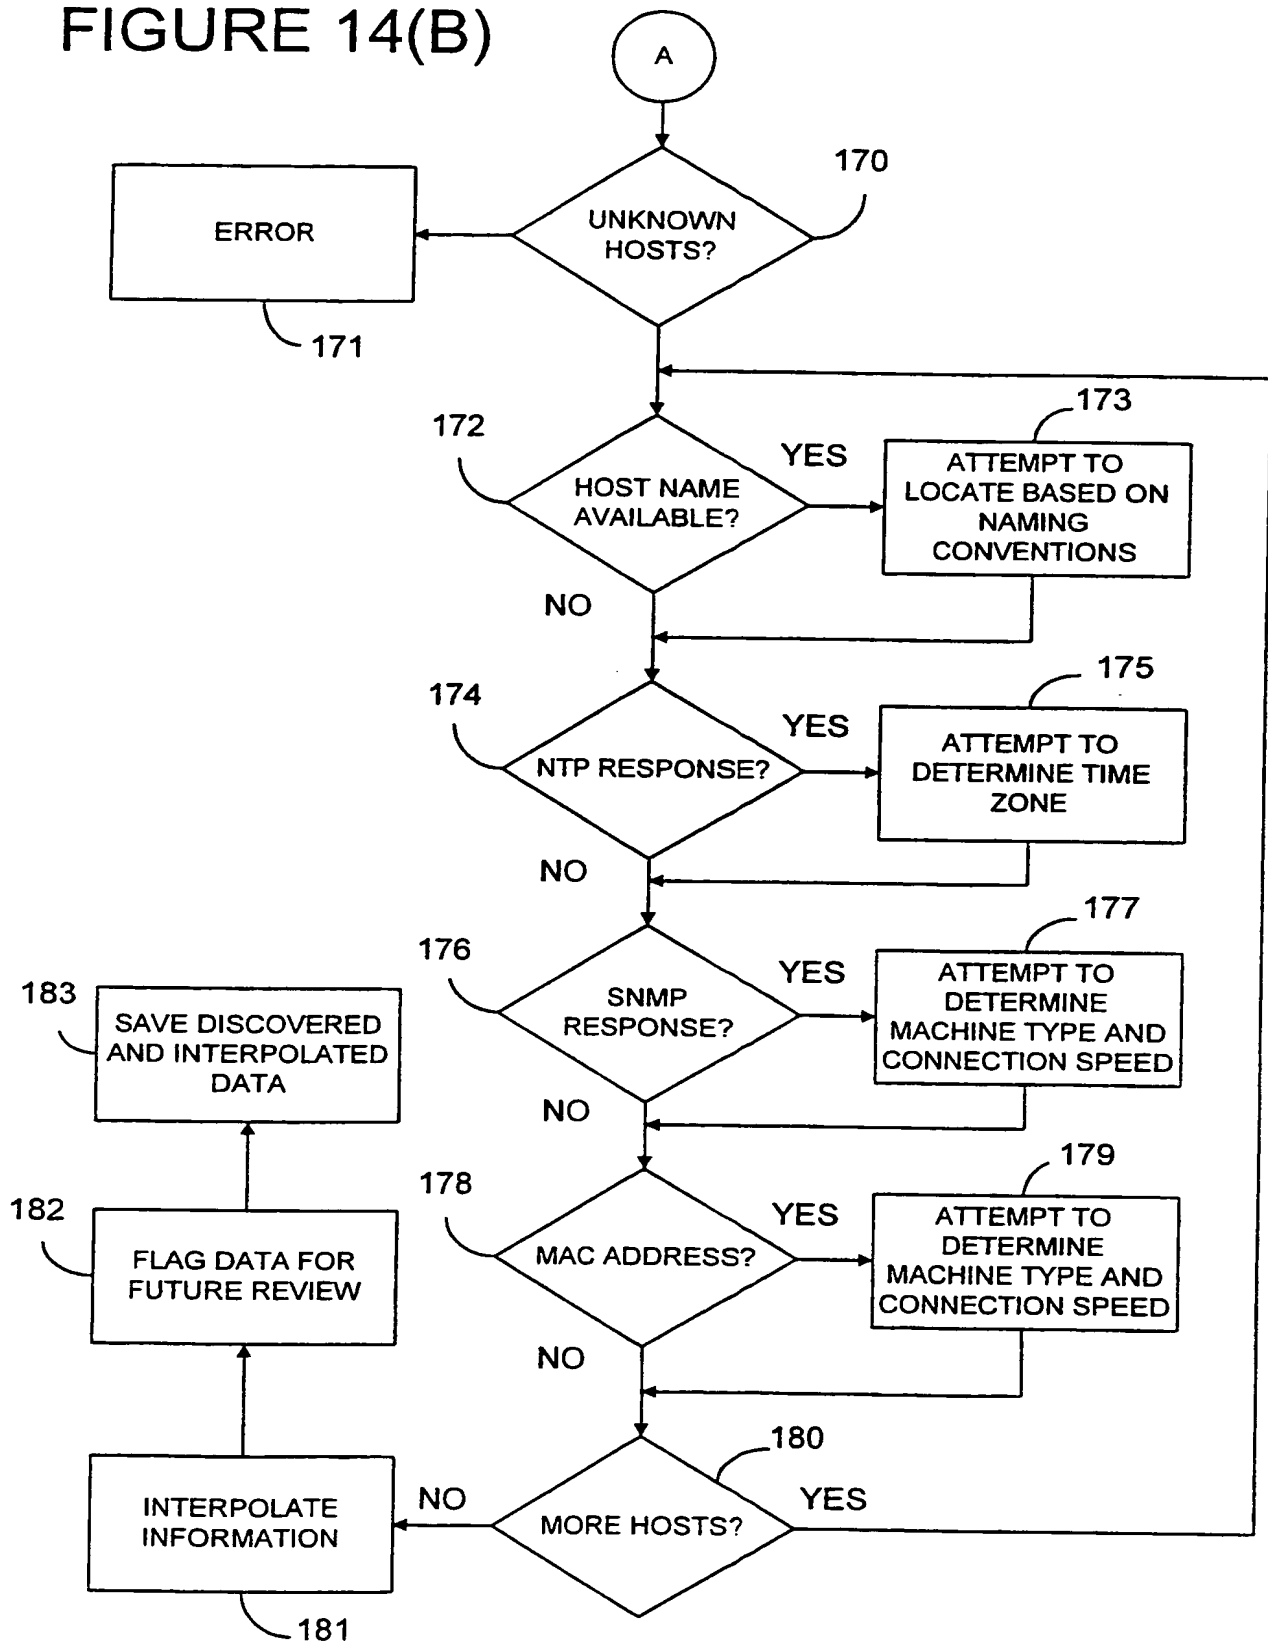 FIGURE 14(B)
A
170
UNKNOWN
HOSTS?
ERROR
171
172
HOST NAME
AVAILABLE?
YES
173
ATTEMPT TO
LOCATE BASED ON
NAMING
CONVENTIONS
NO
174
NTP RESPONSE?
YES
175
ATTEMPT TO
DETERMINE TIME
ZONE
NO
176
SNMP
RESPONSE?
YES
177
ATTEMPT TO
DETERMINE
MACHINE TYPE AND
CONNECTION SPEED
NO
178
MAC ADDRESS?
YES
179
ATTEMPT TO
DETERMINE
MACHINE TYPE AND
CONNECTION SPEED
NO
180
MORE HOSTS?
YES
NO
INTERPOLATE
INFORMATION
181
182
FLAG DATA FOR
FUTURE REVIEW
183
SAVE DISCOVERED
AND INTERPOLATED
DATA